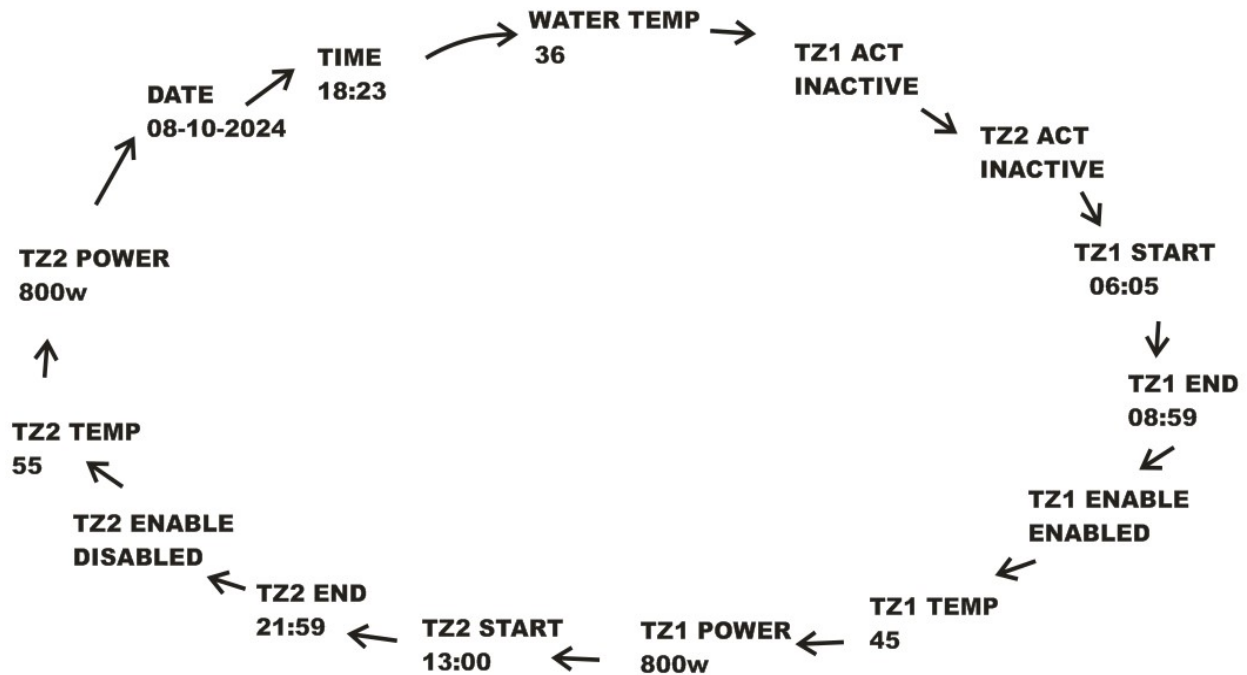 WATER TEMP
36
TZ1 ACT
INACTIVE
TZ2 ACT
INACTIVE
TZ1 START
06:05
TZ1 END
08:59
TZ1 ENABLE
ENABLED
TZ1 TEMP
45
TZ1 POWER
800w
TZ2 START
13:00
TZ2 END
21:59
TZ2 ENABLE
DISABLED
TZ2 TEMP
55
TZ2 POWER
800w
DATE
08-10-2024
TIME
18:23